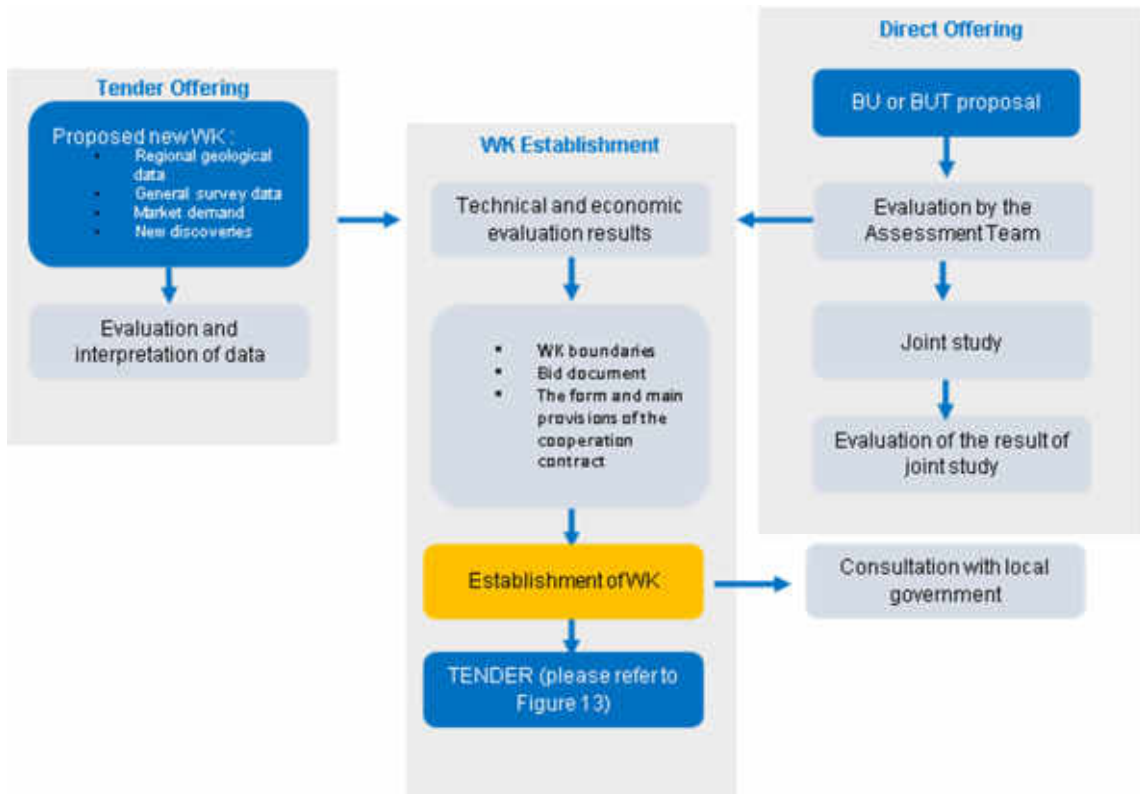 Tender Offering
Proposed new WK :
▪ Regional geological
data
▪ General survey data
▪ Market demand
▪ New discoveries
Evaluation and
interpretation of data
WK Establishment
Technical and economic
evaluation results
▪ WK boundaries
▪ Bid document
▪ The form and main
provisions of the
cooperation
contract
Establishment of WK
TENDER (please refer to
Figure 13)
Direct Offering
BU or BUT proposal
Evaluation by the
Assessment Team
Joint study
Evaluation of the result of
joint study
Consultation with local
government